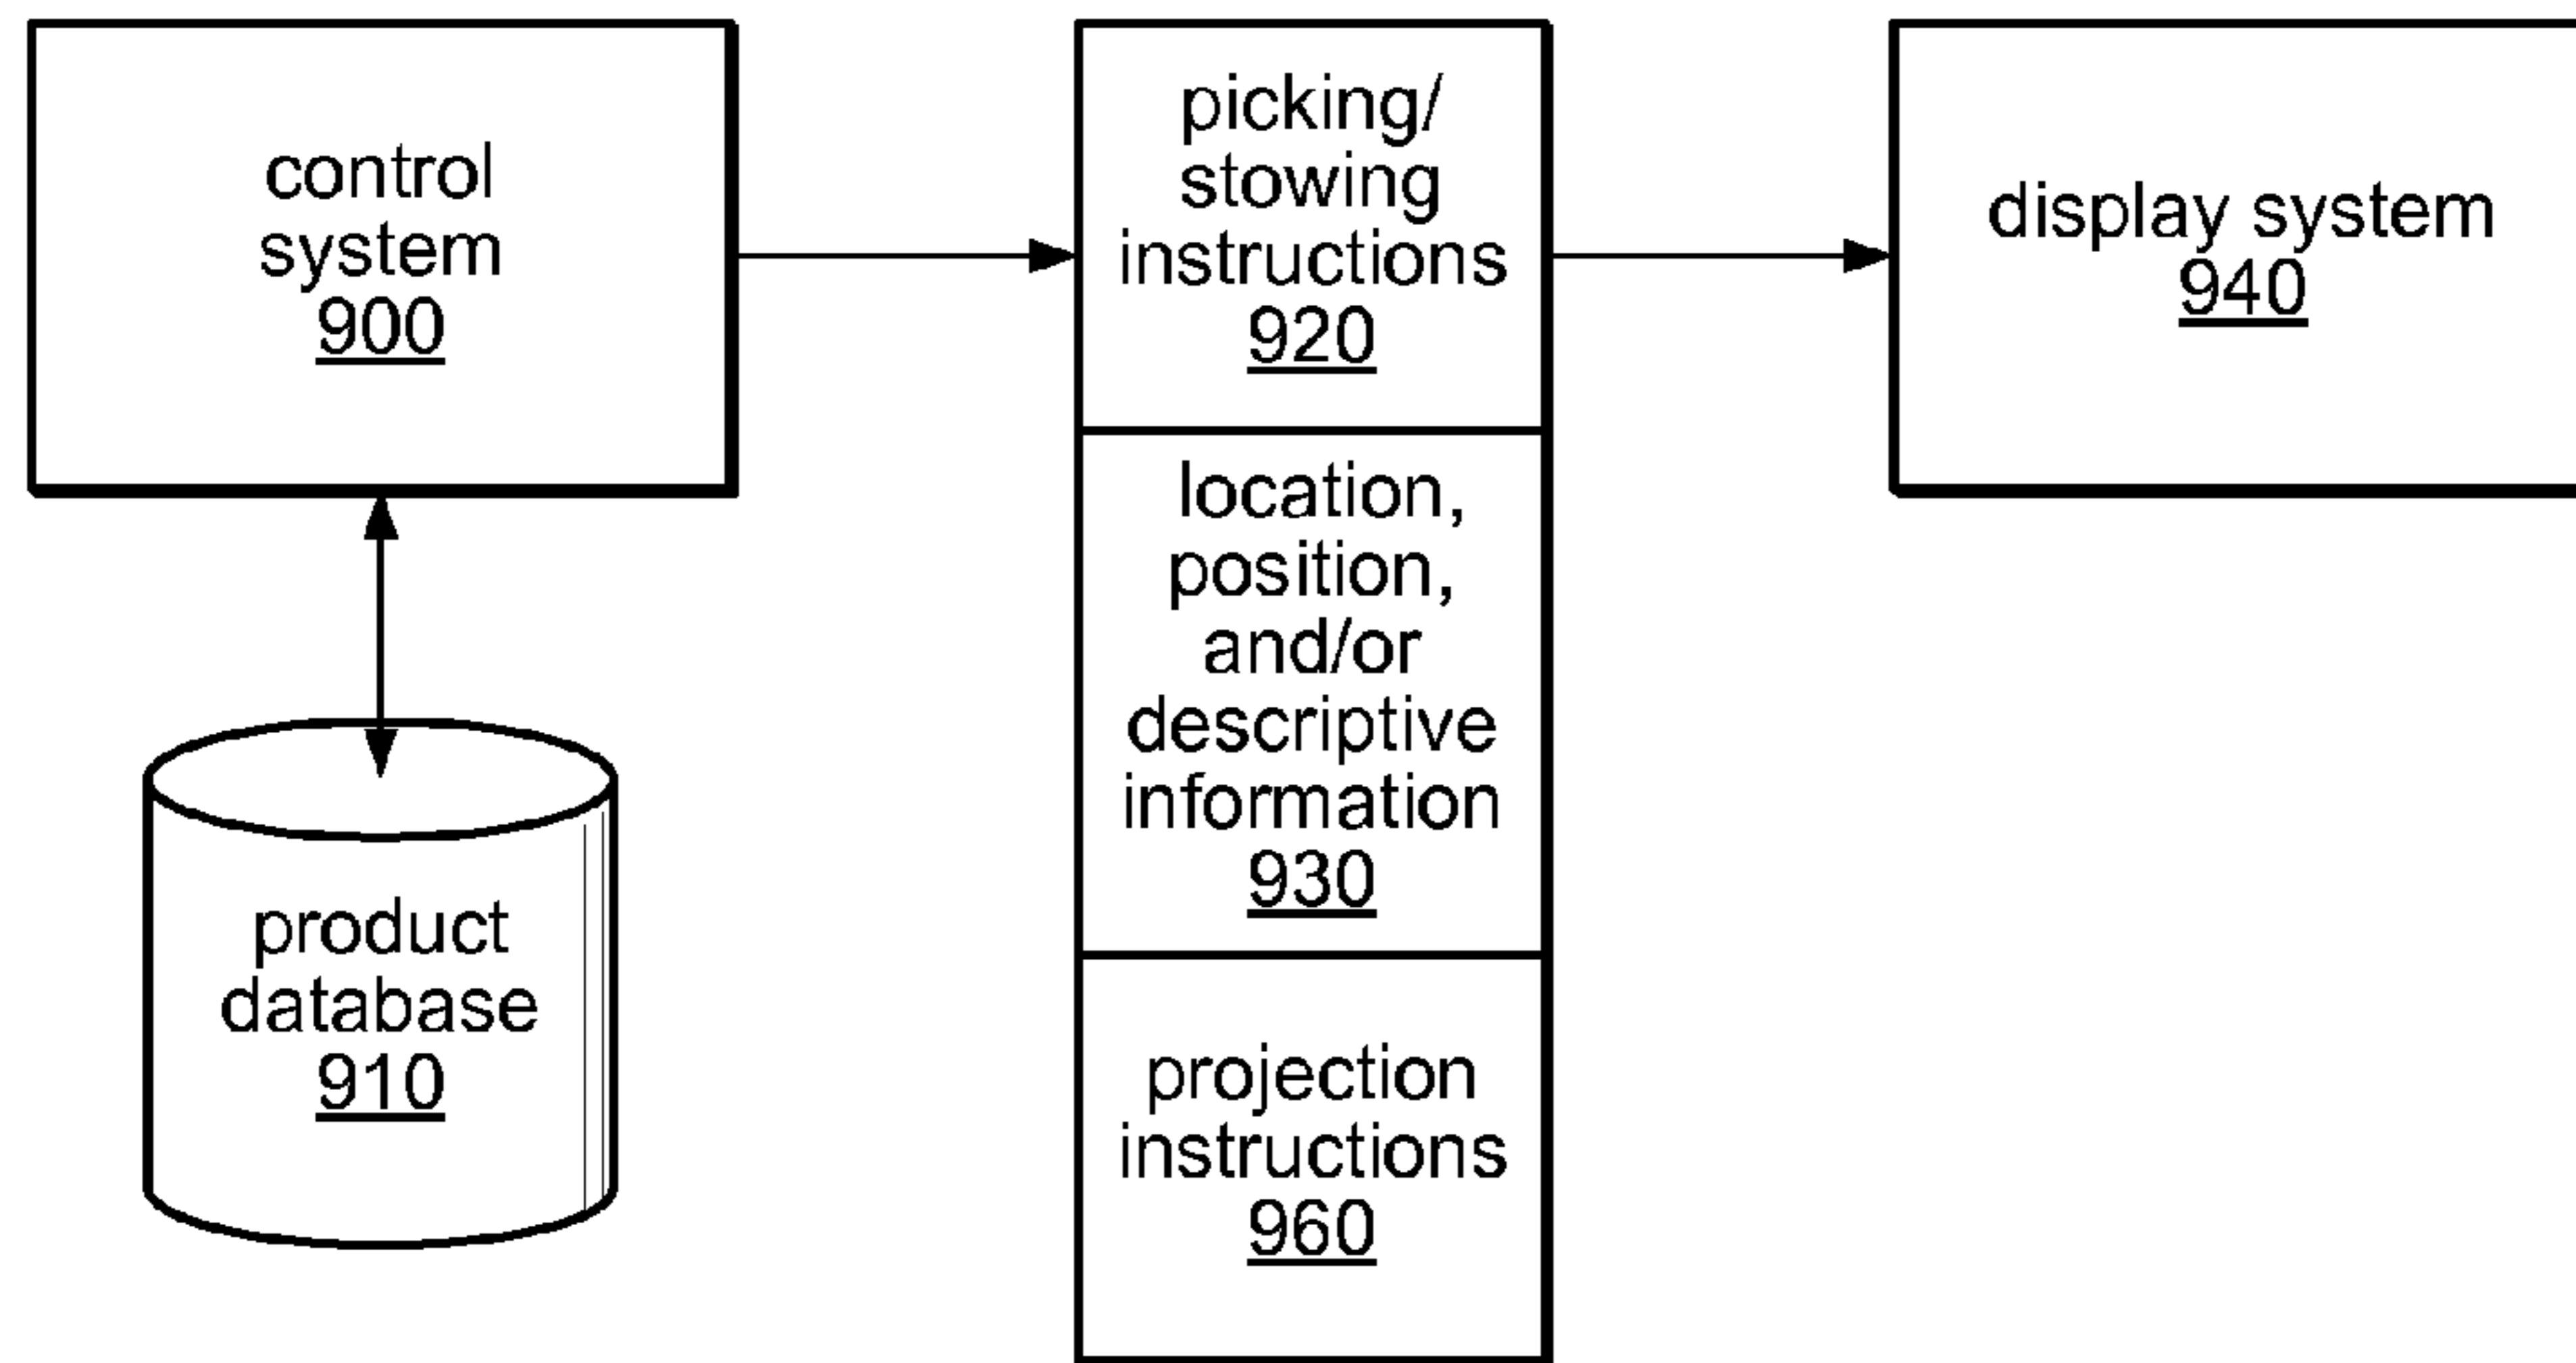 control
system
900
product
database
910
picking/
stowing
instructions
920
location,
position,
and/or
descriptive
information
930
projection
instructions
960
display system
940